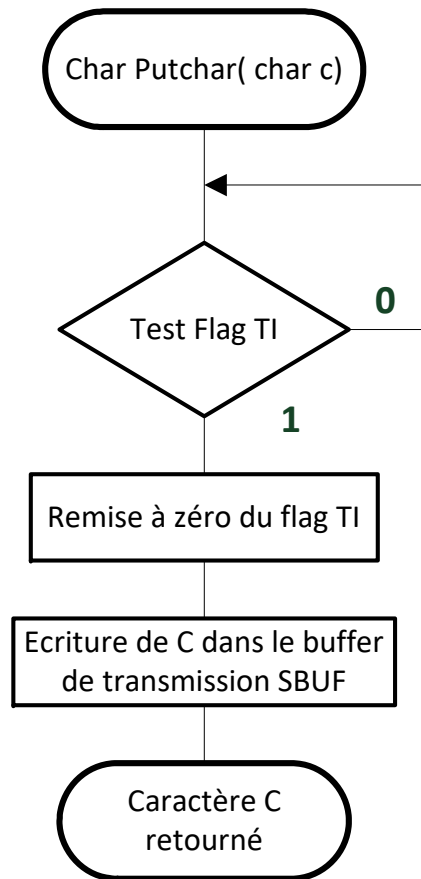 Char Putchar( char c)
Test Flag TI
0
1
Remise à zéro du flag TI
Ecriture de C dans le buffer
de transmission SBUF
Caractère C
retourné